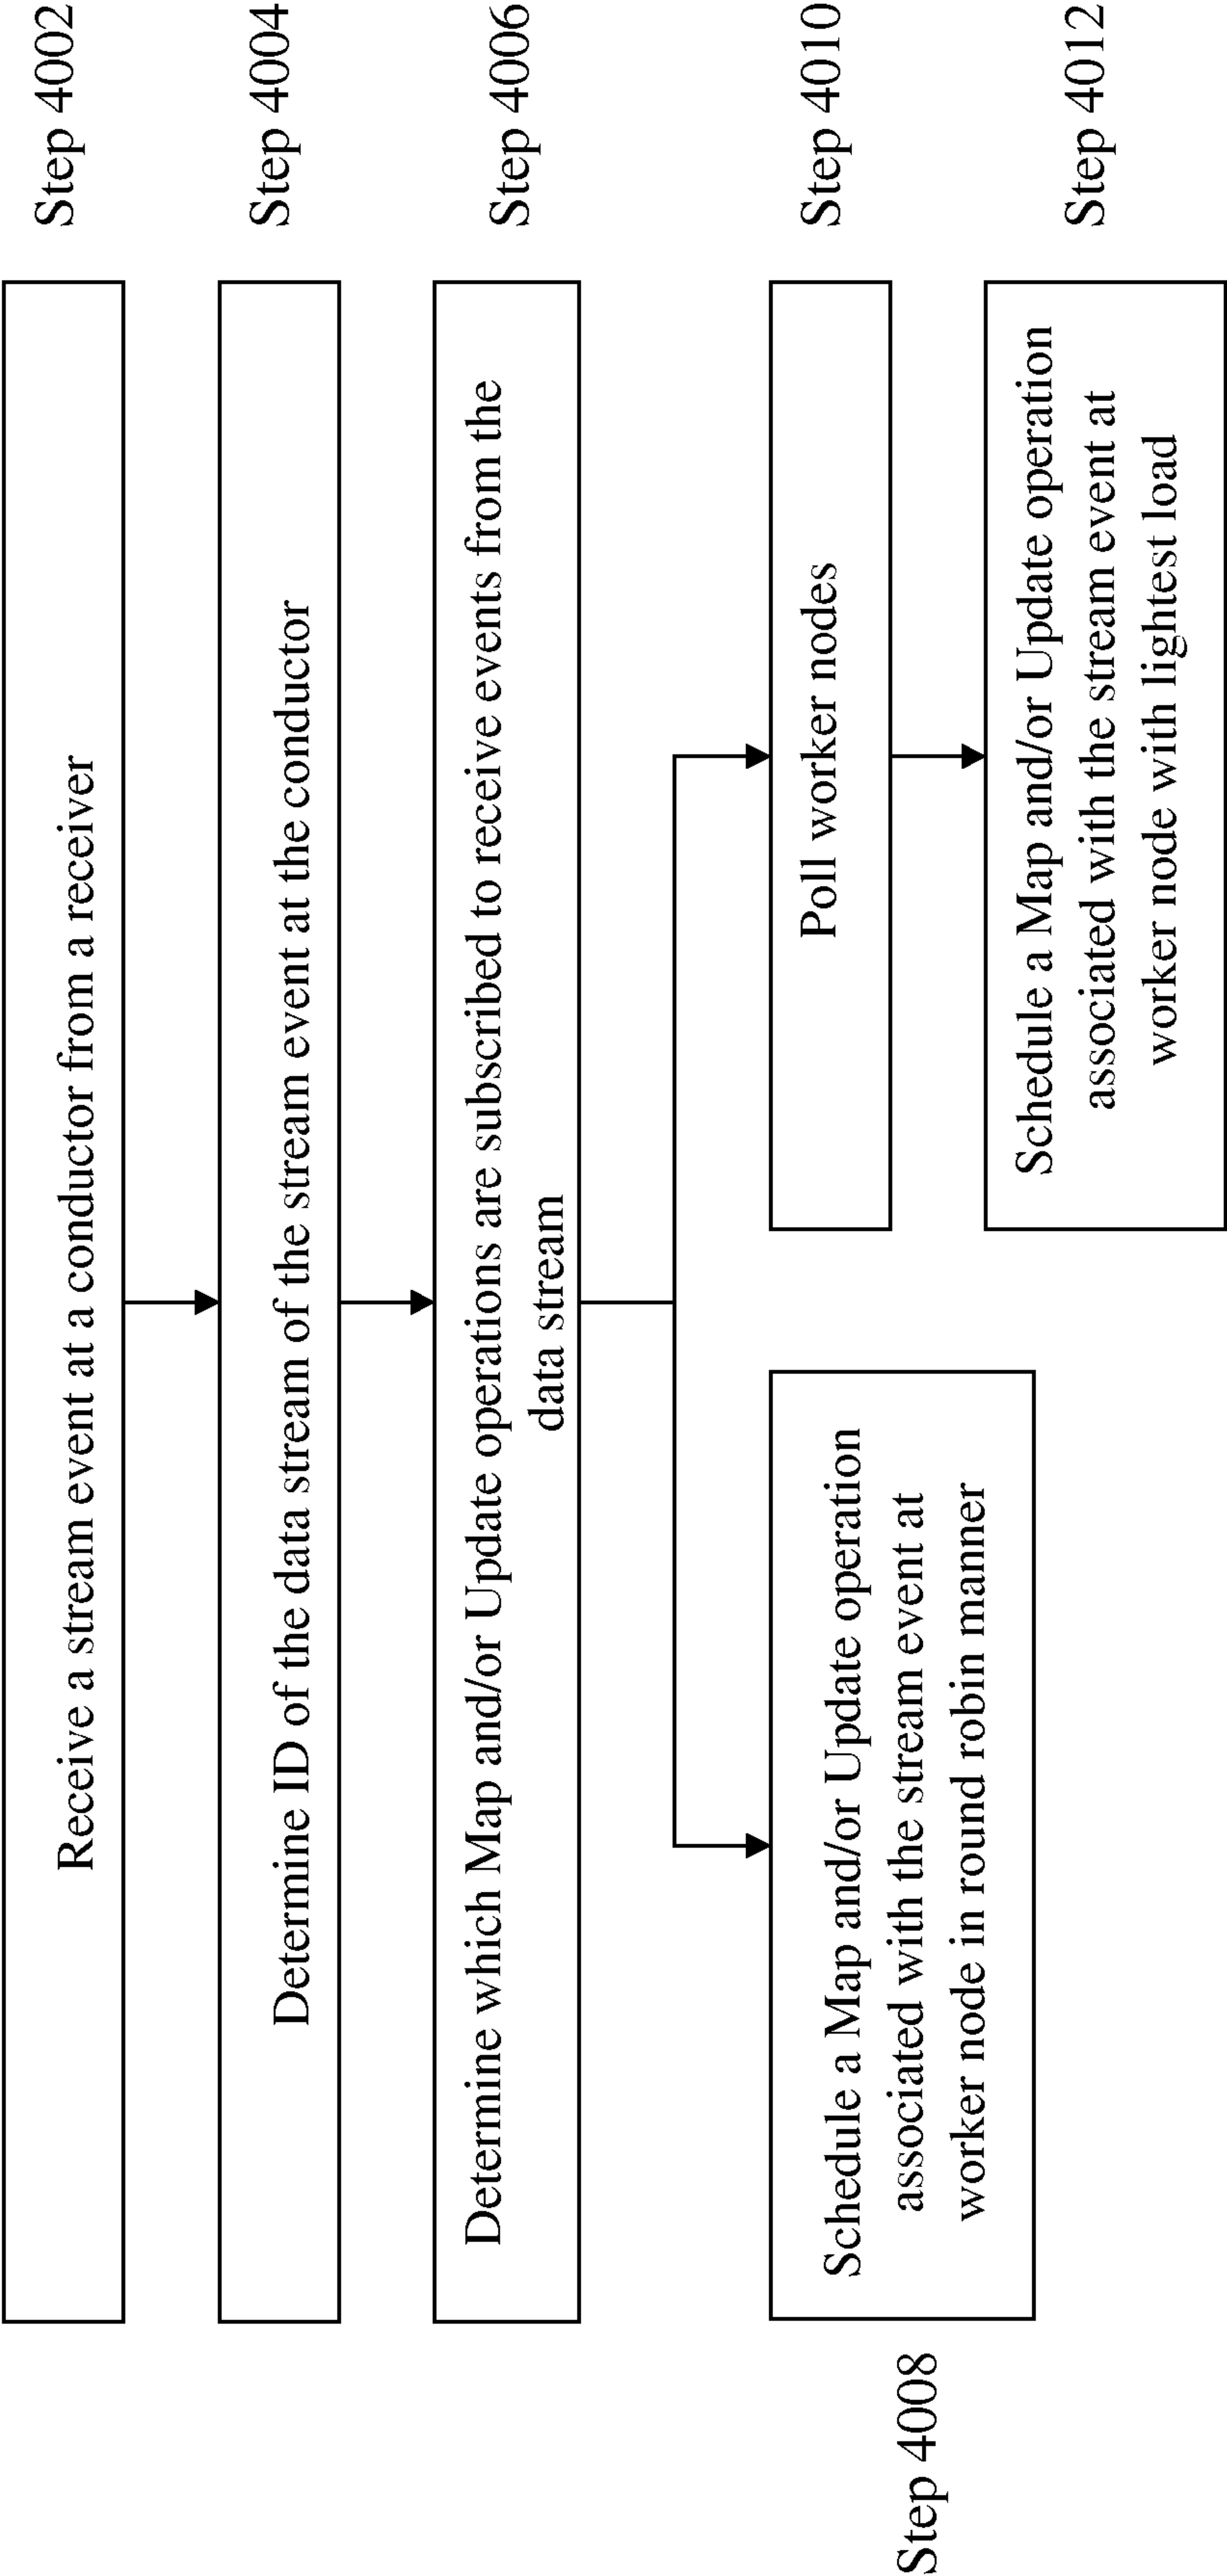 Receive a stream event at a conductor from a receiver
Step 4002
Determine ID of the data stream of the stream event at the conductor
Step 4004
Determine which Map and/or Update operations are subscribed to receive events from the
data stream
Step 4006
Step 4008
Schedule a Map and/or Update operation
associated with the stream event at
worker node in round robin manner
Poll worker nodes
Step 4010
Schedule a Map and/or Update operation
associated with the stream event at
worker node with lightest load
Step 4012